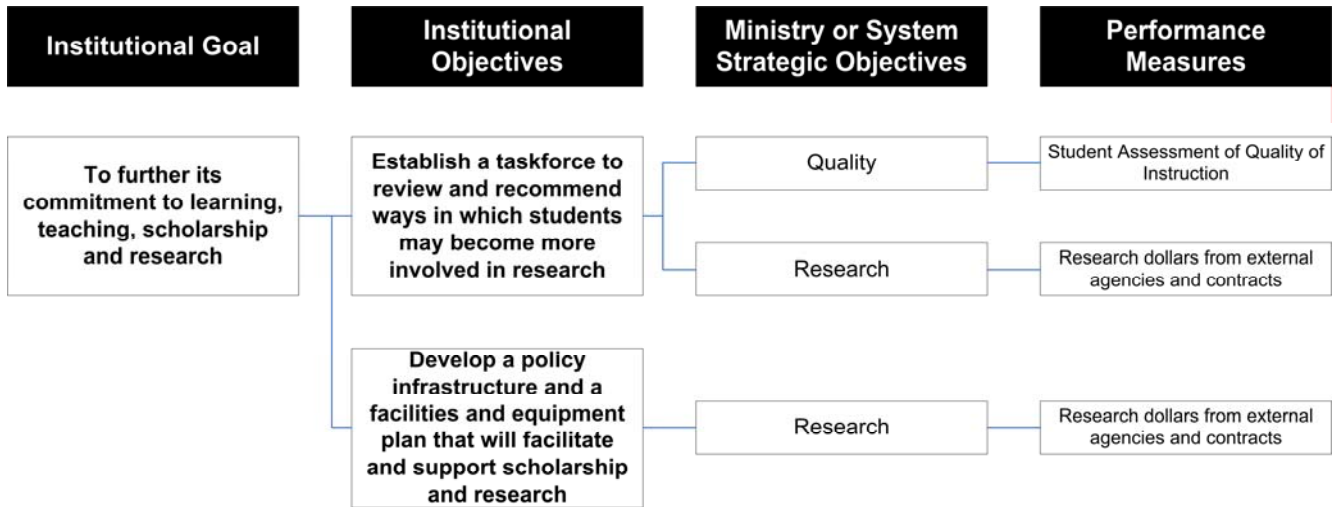 Institutional Goal
Institutional
Objectives
Ministry or System
Strategic Objectives
Performance
Measures
To further its
commitment to learning,
teaching, scholarship
and research
Establish a taskforce to
review and recommend
ways in which students
may become more
involved in research
Quality
Student Assessment of Quality of
Instruction
Research
Research dollars from external
agencies and contracts
Develop a policy
infrastructure and a
facilities and equipment
plan that will facilitate
and support scholarship
and research
Research
Research dollars from external
agencies and contracts